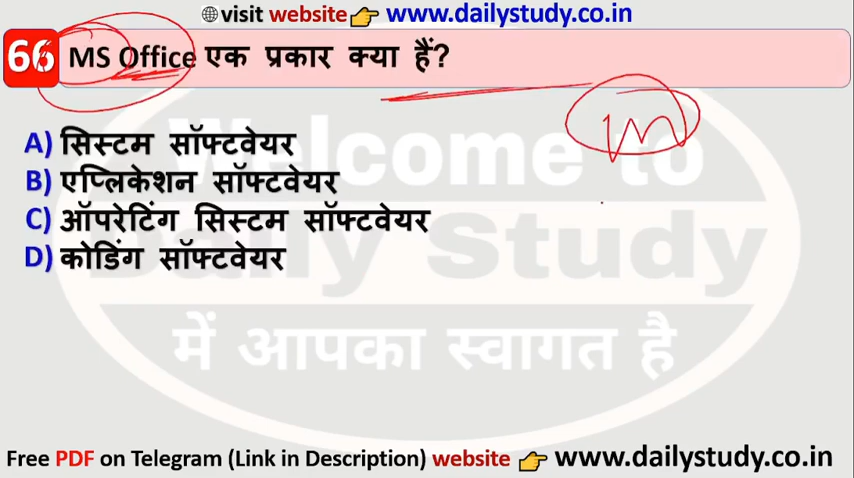 visit website 👉 www.dailystudy.co.in
66 MS Office एक प्रकार क्या हैं?
m
A) सिस्टम सॉफ्टवेयर
B) एप्लिकेशन सॉफ्टवेयर
C) ऑपरेटिंग सिस्टम सॉफ्टवेयर
D) कोडिंग सॉफ्टवेयर
Welcome to
Daily Study
में आपका स्वागत है
Free PDF on Telegram (Link in Description) website 👉 www.dailystudy.co.in